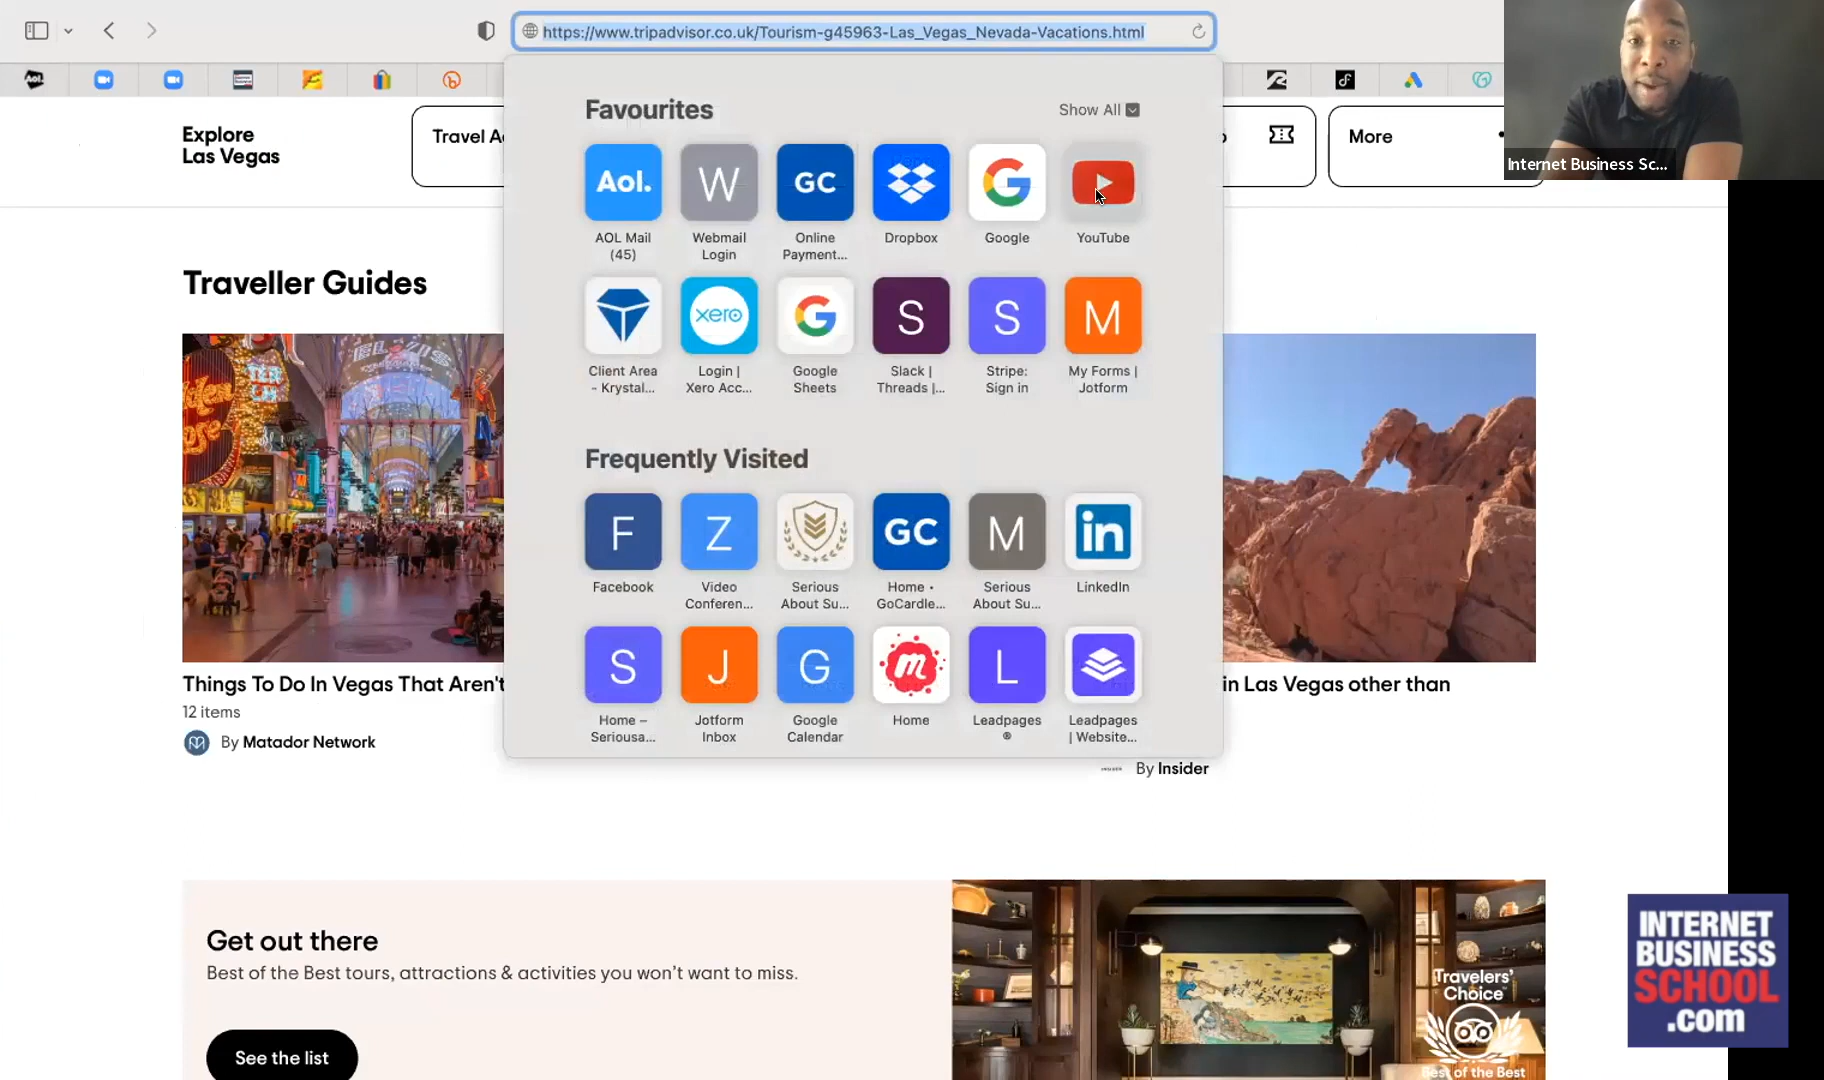 https://www.tripadvisor.co.uk/Tourism-g45963-Las_Vegas_Nevada-Vacations.html
Aol.
Explore
Las Vegas
Travel
More
Internet Business Sc...
Favourites
Show All
Aol.
W
GC
AOL Mail
(45)
Webmail
Login
Online
Payment...
Dropbox
Google
YouTube
xero
S
S
M
Client Area
- Krystal...
Login |
Xero Acc...
Google
Sheets
Slack |
Threads |...
Stripe:
Sign in
My Forms |
Jotform
Traveller Guides
Frequently Visited
F
Z
GC
M
in
Facebook
Video
Conferen...
Serious
About Su...
Home •
GoCardle...
Serious
About Su...
LinkedIn
S
J
G
m
L
Home –
Seriousa...
Jotform
Inbox
Google
Calendar
Home
Leadpages
®
Leadpages
| Website...
Things To Do In Vegas That Aren't
12 items
By Matador Network
in Las Vegas other than
By Insider
Get out there
Best of the Best tours, attractions & activities you won't want to miss.
See the list
Travelers'
Choice
Best of the Best
INTERNET
BUSINESS
SCHOOL
.com